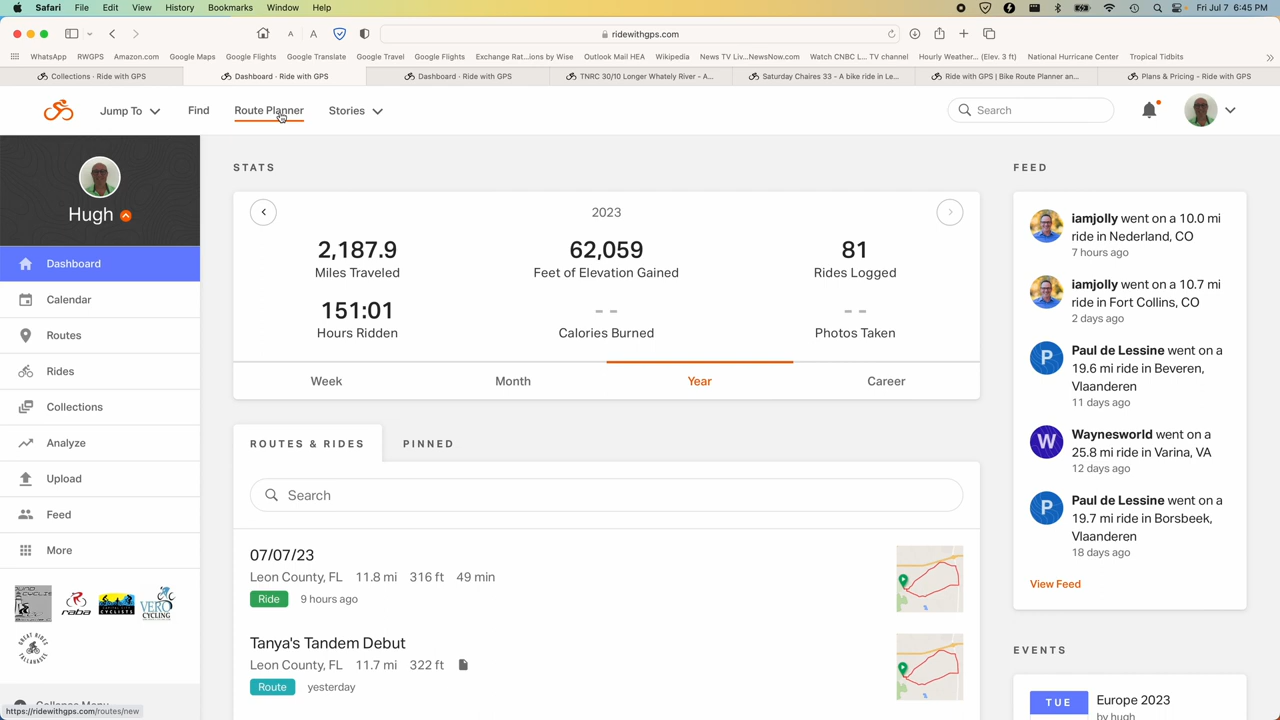 Safari File Edit View History Bookmarks Window Help
Fri Jul 7 6:45 PM
A A ridewithgps.com
WhatsApp RWGPS Amazon.com Google Maps Google Flights Google Translate Google Travel Google Flights Exchange Rat...ions by Wise Outlook Mail HEA Wikipedia News TV Liv...NewsNow.com Watch CNBC L... TV channel Hourly Weather... (Elev. 3 ft) National Hurricane Center Tropical Tidbits
Collections · Ride with GPS
Dashboard · Ride with GPS
Dashboard · Ride with GPS
TNRC 30/10 Longer Whately River - A...
Saturday Chaires 33 - A bike ride in Le...
Ride with GPS | Bike Route Planner an...
Plans & Pricing - Ride with GPS
Jump To Find Route Planner Stories
Search
Hugh
Dashboard
Calendar
Routes
Rides
Collections
Analyze
Upload
Feed
More
raba
VERO
CYCLING
Collapse Menu
https://ridewithgps.com/routes/new
STATS
2023
2,187.9
Miles Traveled
62,059
Feet of Elevation Gained
81
Rides Logged
151:01
Hours Ridden
- -
Calories Burned
- -
Photos Taken
Week Month Year Career
ROUTES & RIDES PINNED
Search
07/07/23
Leon County, FL 11.8 mi 316 ft 49 min
Ride 9 hours ago
Tanya's Tandem Debut
Leon County, FL 11.7 mi 322 ft
Route yesterday
FEED
iamjolly went on a 10.0 mi
ride in Nederland, CO
7 hours ago
iamjolly went on a 10.7 mi
ride in Fort Collins, CO
2 days ago
P
Paul de Lessine went on a
19.6 mi ride in Beveren,
Vlaanderen
11 days ago
W
Waynesworld went on a
25.8 mi ride in Varina, VA
12 days ago
P
Paul de Lessine went on a
19.7 mi ride in Borsbeek,
Vlaanderen
18 days ago
View Feed
EVENTS
TUE
Europe 2023
by hugh